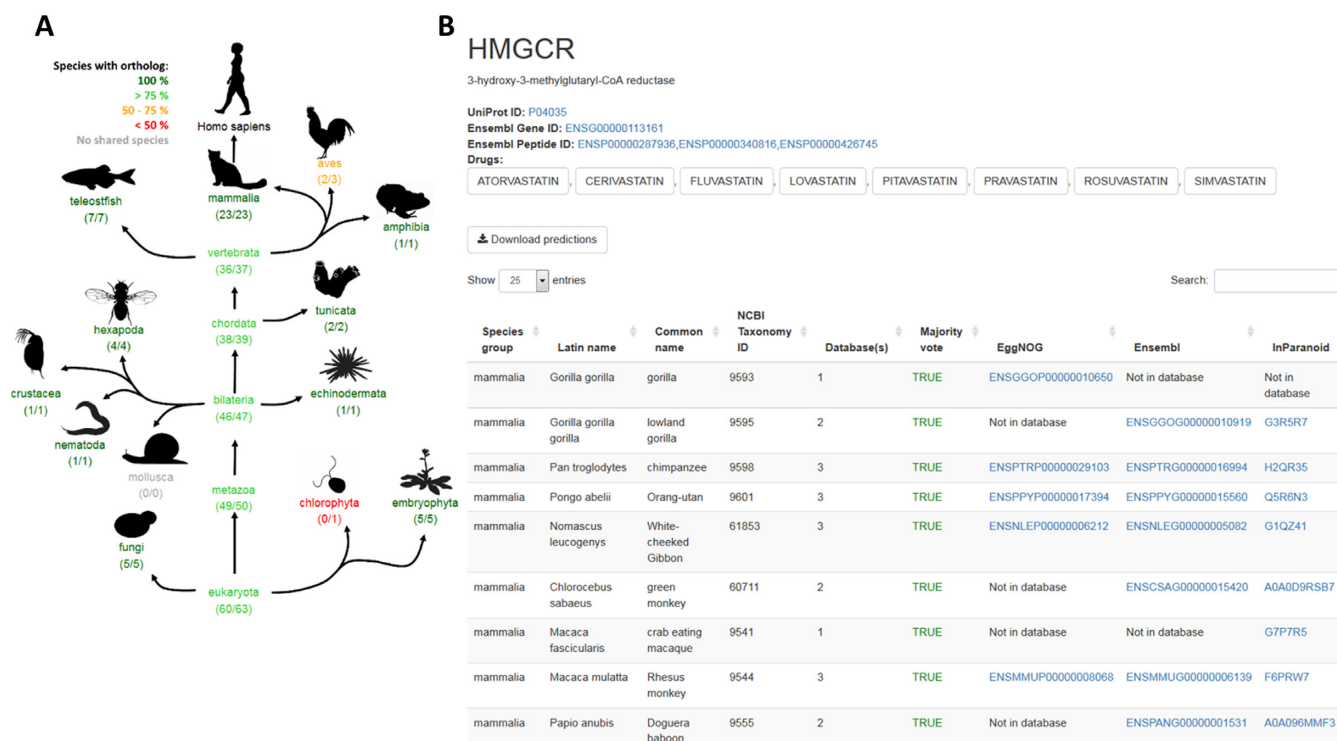 A
Species with ortholog:
100 %
> 75 %
50 - 75 %
< 50 %
No shared species
Homo sapiens
aves
(2/3)
teleostfish
(7/7)
mammalia
(23/23)
amphibia
(1/1)
vertebrata
(36/37)
hexapoda
(4/4)
tunicata
(2/2)
chordata
(38/39)
crustacea
(1/1)
echinodermata
(1/1)
bilateria
(46/47)
nematoda
(1/1)
mollusca
(0/0)
metazoa
(49/50)
chlorophyta
(0/1)
embryophyta
(5/5)
fungi
(5/5)
eukaryota
(60/63)
B
HMGCR
3-hydroxy-3-methylglutaryl-CoA reductase
UniProt ID: P04035
Ensembl Gene ID: ENSG00000113161
Ensembl Peptide ID: ENSP00000287936,ENSP00000340816,ENSP00000426745
Drugs:
ATORVASTATIN , CERIVASTATIN , FLUVASTATIN , LOVASTATIN , PITAVASTATIN , PRAVASTATIN , ROSUVASTATIN , SIMVASTATIN
Download predictions
Show 25 entries Search:
Species group Latin name Common name NCBI Taxonomy ID Database(s) Majority vote EggNOG Ensembl InParanoid
mammalia Gorilla gorilla gorilla 9593 1 TRUE ENSGGOP00000010650 Not in database Not in database
mammalia Gorilla gorilla gorilla lowland gorilla 9595 2 TRUE Not in database ENSGGOG00000010919 G3R5R7
mammalia Pan troglodytes chimpanzee 9598 3 TRUE ENSPTRP00000029103 ENSPTRG00000016994 H2QR35
mammalia Pongo abelii Orang-utan 9601 3 TRUE ENSPPYP00000017394 ENSPPYG00000015560 Q5R6N3
mammalia Nomascus leucogenys White-cheeked Gibbon 61853 3 TRUE ENSNLEP00000006212 ENSNLEG00000005082 G1QZ41
mammalia Chlorocebus sabaeus green monkey 60711 2 TRUE Not in database ENSCSAG00000015420 A0A0D9RSB7
mammalia Macaca fascicularis crab eating macaque 9541 1 TRUE Not in database Not in database G7P7R5
mammalia Macaca mulatta Rhesus monkey 9544 3 TRUE ENSMMUP00000008068 ENSMMUG00000006139 F6PRW7
mammalia Papio anubis Doguera baboon 9555 2 TRUE Not in database ENSPANG00000001531 A0A096MMF3